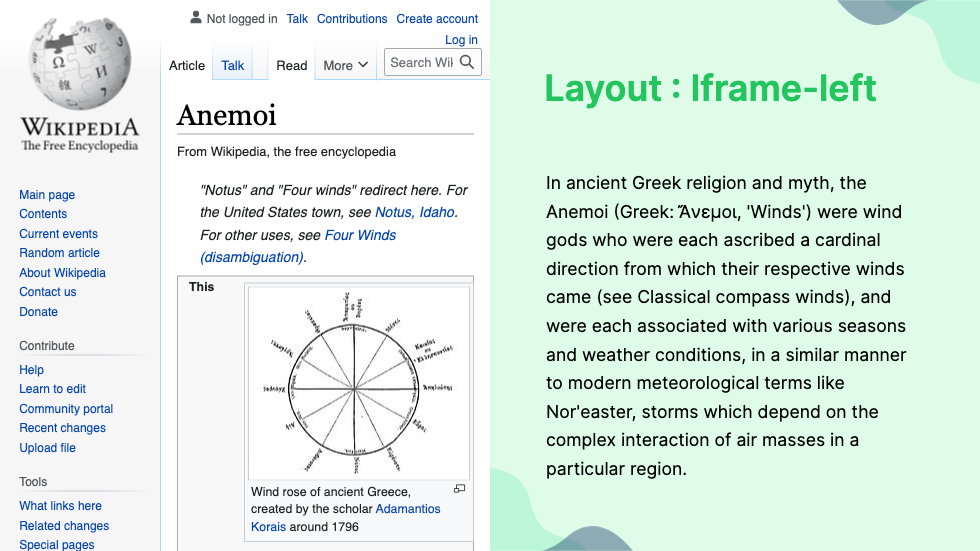 WIKIPEDIA
The Free Encyclopedia
Main page
Contents
Current events
Random article
About Wikipedia
Contact us
Donate
Contribute
Help
Learn to edit
Community portal
Recent changes
Upload file
Tools
What links here
Related changes
Special pages
Not logged in Talk Contributions Create account
Log in
Article Talk Read More Search Wik
Anemoi
From Wikipedia, the free encyclopedia
"Notus" and "Four winds" redirect here. For
the United States town, see Notus, Idaho.
For other uses, see Four Winds
(disambiguation).
This
Wind rose of ancient Greece,
created by the scholar Adamantios
Korais around 1796
Layout : Iframe-left
In ancient Greek religion and myth, the
Anemoi (Greek: Ἄνεμοι, 'Winds') were wind
gods who were each ascribed a cardinal
direction from which their respective winds
came (see Classical compass winds), and
were each associated with various seasons
and weather conditions, in a similar manner
to modern meteorological terms like
Nor'easter, storms which depend on the
complex interaction of air masses in a
particular region.